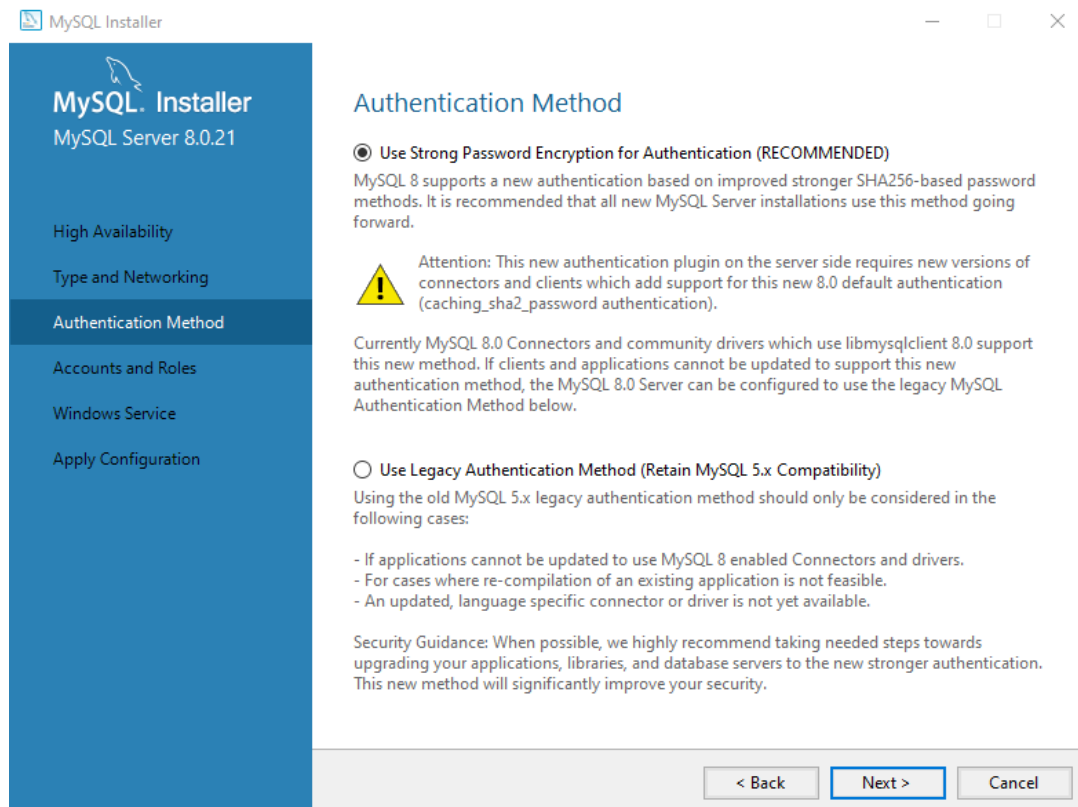 MySQL Installer
MySQL. Installer
MySQL Server 8.0.21
High Availability
Type and Networking
Authentication Method
Accounts and Roles
Windows Service
Apply Configuration
Authentication Method
Use Strong Password Encryption for Authentication (RECOMMENDED)
MySQL 8 supports a new authentication based on improved stronger SHA256-based password
methods. It is recommended that all new MySQL Server installations use this method going
forward.
Attention: This new authentication plugin on the server side requires new versions of
connectors and clients which add support for this new 8.0 default authentication
(caching_sha2_password authentication).
Currently MySQL 8.0 Connectors and community drivers which use libmysqlclient 8.0 support
this new method. If clients and applications cannot be updated to support this new
authentication method, the MySQL 8.0 Server can be configured to use the legacy MySQL
Authentication Method below.
Use Legacy Authentication Method (Retain MySQL 5.x Compatibility)
Using the old MySQL 5.x legacy authentication method should only be considered in the
following cases:
- If applications cannot be updated to use MySQL 8 enabled Connectors and drivers.
- For cases where re-compilation of an existing application is not feasible.
- An updated, language specific connector or driver is not yet available.
Security Guidance: When possible, we highly recommend taking needed steps towards
upgrading your applications, libraries, and database servers to the new stronger authentication.
This new method will significantly improve your security.
< Back
Next >
Cancel